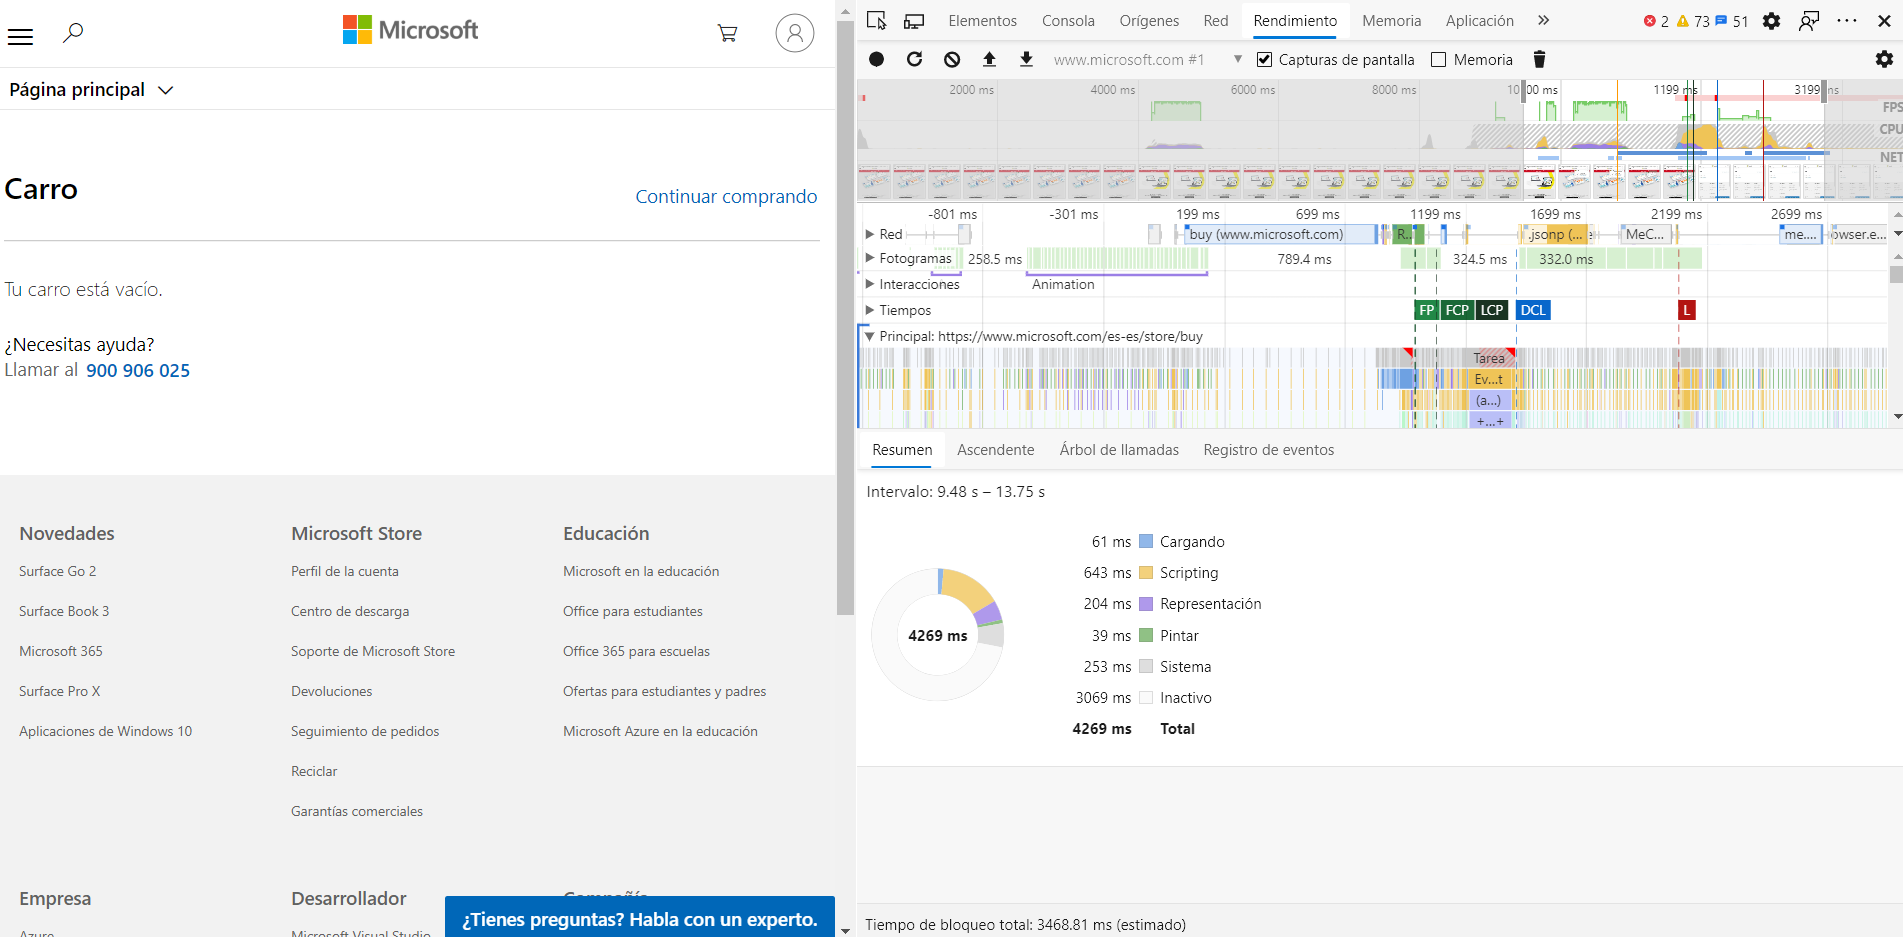 Microsoft
Página principal
Carro
Continuar comprando
Tu carro está vacío.
¿Necesitas ayuda?
Llamar al 900 906 025
Novedades
Surface Go 2
Surface Book 3
Microsoft 365
Surface Pro X
Aplicaciones de Windows 10
Microsoft Store
Perfil de la cuenta
Centro de descarga
Soporte de Microsoft Store
Devoluciones
Seguimiento de pedidos
Reciclar
Garantías comerciales
Educación
Microsoft en la educación
Office para estudiantes
Office 365 para escuelas
Ofertas para estudiantes y padres
Microsoft Azure en la educación
Empresa
Azure
Desarrollador
Microsoft Visual Studio
Compañía
¿Tienes preguntas? Habla con un experto.
Elementos Consola Orígenes Red Rendimiento Memoria Aplicación » 2 73 51
www.microsoft.com #1 Capturas de pantalla Memoria
2000 ms 4000 ms 6000 ms 8000 ms 1199 ms 3199 ms
FPS
CPU
NET
-801 ms -301 ms 199 ms 699 ms 1199 ms 1699 ms 2199 ms 2699 ms
Red buy (www.microsoft.com) R... .jsonp (... MeC... me.... owser.e...
Fotogramas 258.5 ms 789.4 ms 324.5 ms 332.0 ms
Interacciones Animation
Tiempos FP FCP LCP DCL L
Principal: https://www.microsoft.com/es-es/store/buy
Tarea
Ev...t
(a...)
+...+
Resumen Ascendente Árbol de llamadas Registro de eventos
Intervalo: 9.48 s – 13.75 s
4269 ms
61 ms Cargando
643 ms Scripting
204 ms Representación
39 ms Pintar
253 ms Sistema
3069 ms Inactivo
4269 ms Total
Tiempo de bloqueo total: 3468.81 ms (estimado)